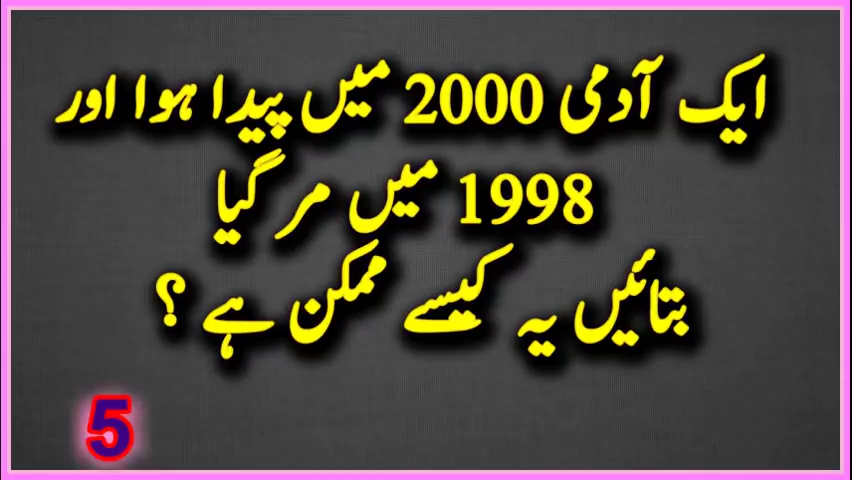 ایک آدمی 2000 میں پیدا ہوا اور
1998 میں مر گیا
بتائیں یہ کیسے ممکن ہے ؟
5